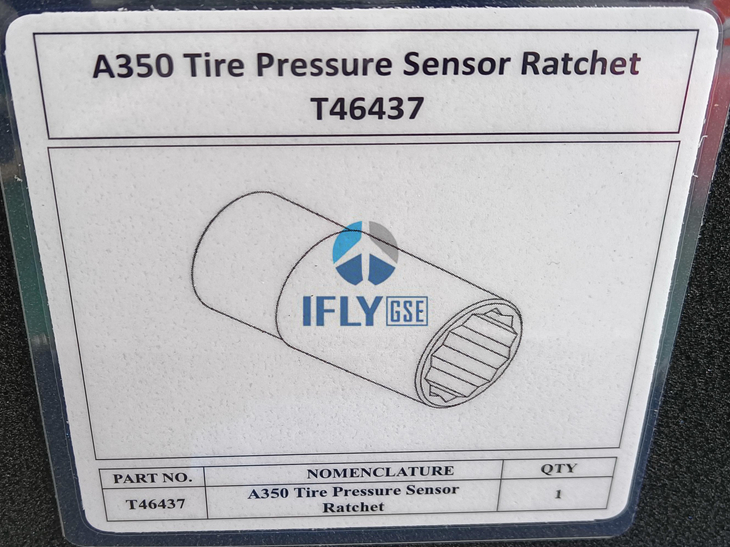 A350 Tire Pressure Sensor Ratchet
T46437
IFLY GSE
PART NO. NOMENCLATURE QTY
T46437 A350 Tire Pressure Sensor Ratchet 1